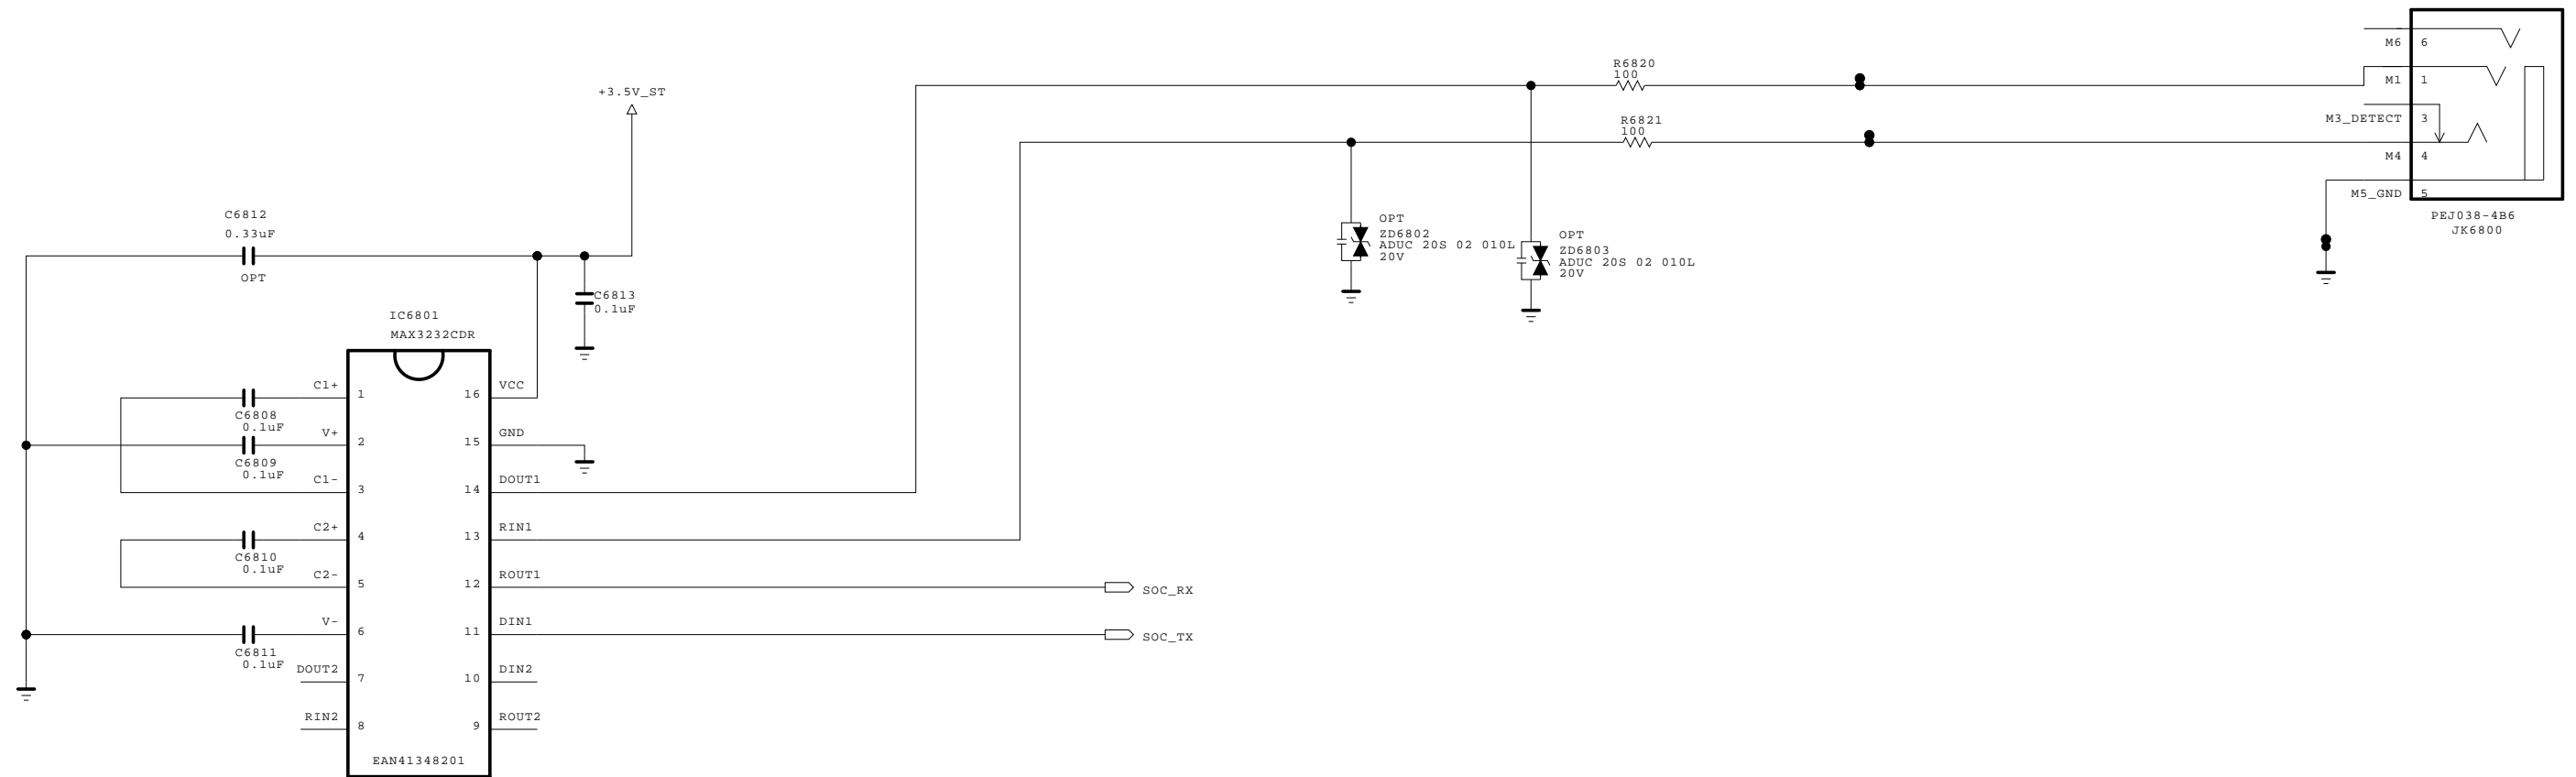 +3.5V_ST
C6812
0.33uF
OPT
C6813
0.1uF
IC6801
MAX3232CDR
C1+
1
16
VCC
C6808
0.1uF
V+
2
15
GND
C6809
0.1uF
C1-
3
14
DOUT1
C2+
4
13
RIN1
C6810
0.1uF
C2-
5
12
ROUT1
SOC_RX
V-
6
11
DIN1
SOC_TX
C6811
0.1uF
DOUT2
7
10
DIN2
RIN2
8
9
ROUT2
EAN41348201
R6820
100
R6821
100
OPT
ZD6802
ADUC 20S 02 010L
20V
OPT
ZD6803
ADUC 20S 02 010L
20V
M6
6
M1
1
M3_DETECT
3
M4
4
M5_GND
5
PEJ038-4B6
JK6800